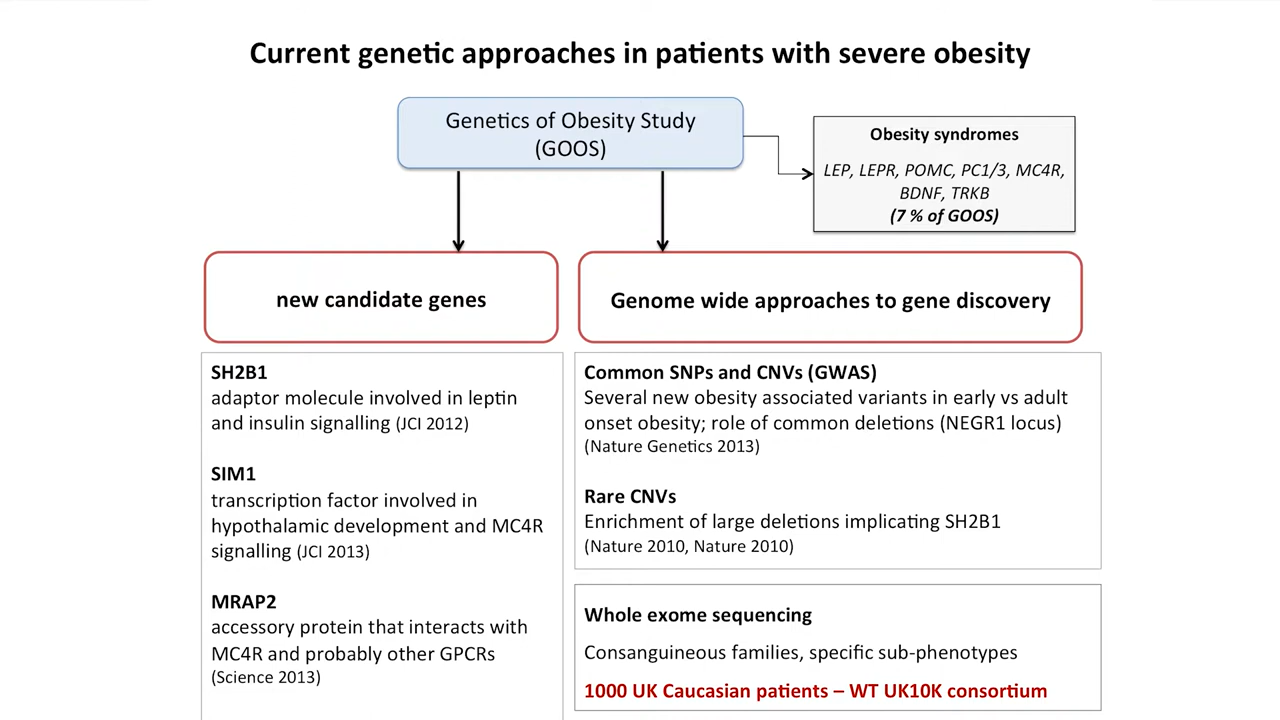 Current genetic approaches in patients with severe obesity
Genetics of Obesity Study
(GOOS)
Obesity syndromes
LEP, LEPR, POMC, PC1/3, MC4R,
BDNF, TRKB
(7 % of GOOS)
new candidate genes
Genome wide approaches to gene discovery
SH2B1
adaptor molecule involved in leptin
and insulin signalling (JCI 2012)
SIM1
transcription factor involved in
hypothalamic development and MC4R
signalling (JCI 2013)
MRAP2
accessory protein that interacts with
MC4R and probably other GPCRs
(Science 2013)
Common SNPs and CNVs (GWAS)
Several new obesity associated variants in early vs adult
onset obesity; role of common deletions (NEGR1 locus)
(Nature Genetics 2013)
Rare CNVs
Enrichment of large deletions implicating SH2B1
(Nature 2010, Nature 2010)
Whole exome sequencing
Consanguineous families, specific sub-phenotypes
1000 UK Caucasian patients – WT UK10K consortium